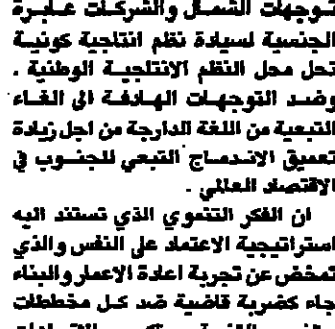 توجهات الشمال والشركات عابرة
الجنسية لسيادة نظم انتاجية كونية
تحل محل النظم الانتاجية الوطنية .
وضد التوجهات الهادفة الى الغاء
التبعية من اللغة الدارجة من اجل زيادة
تعميق الاندماج التبعي للجنوب في
الاقتصاد العالمي .
ان الفكر التنموي الذي تستند اليه
استراتيجية الاعتماد على النفس والذي
تمخض عن تجربة اعادة الاعمار والبناء
جاء كضربة قاضية ضد كل مخططات